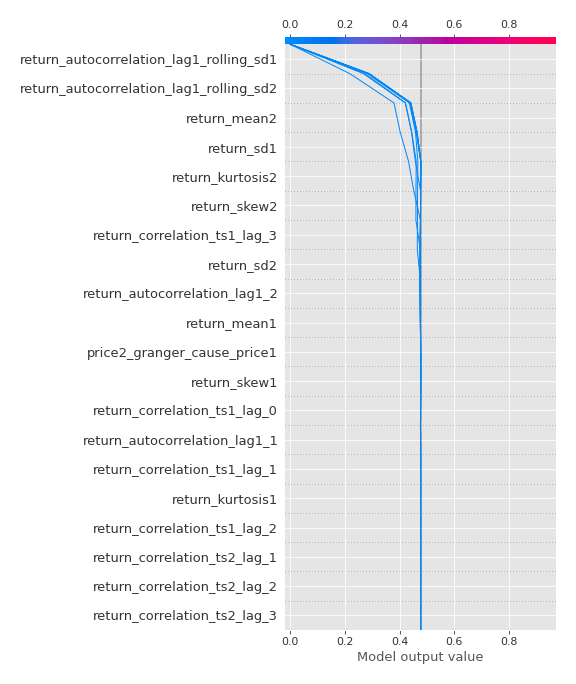 0.0 0.2 0.4 0.6 0.8
return_autocorrelation_lag1_rolling_sd1
return_autocorrelation_lag1_rolling_sd2
return_mean2
return_sd1
return_kurtosis2
return_skew2
return_correlation_ts1_lag_3
return_sd2
return_autocorrelation_lag1_2
return_mean1
price2_granger_cause_price1
return_skew1
return_correlation_ts1_lag_0
return_autocorrelation_lag1_1
return_correlation_ts1_lag_1
return_kurtosis1
return_correlation_ts1_lag_2
return_correlation_ts2_lag_1
return_correlation_ts2_lag_2
return_correlation_ts2_lag_3
0.0 0.2 0.4 0.6 0.8
Model output value